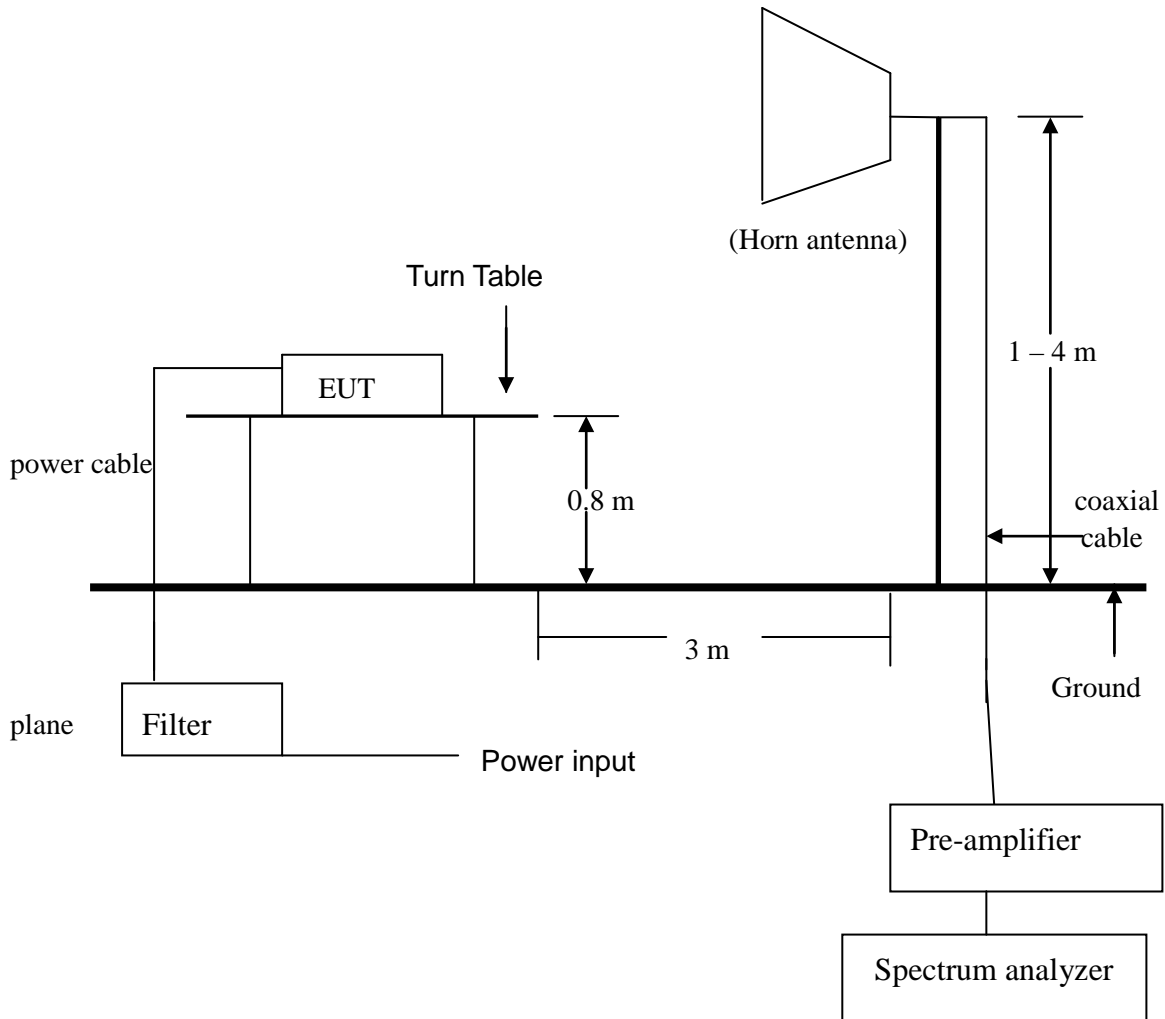 (Horn antenna)
Turn Table
1 – 4 m
EUT
power cable
0.8 m
coaxial
cable
3 m
Ground
plane
Filter
Power input
Pre-amplifier
Spectrum analyzer